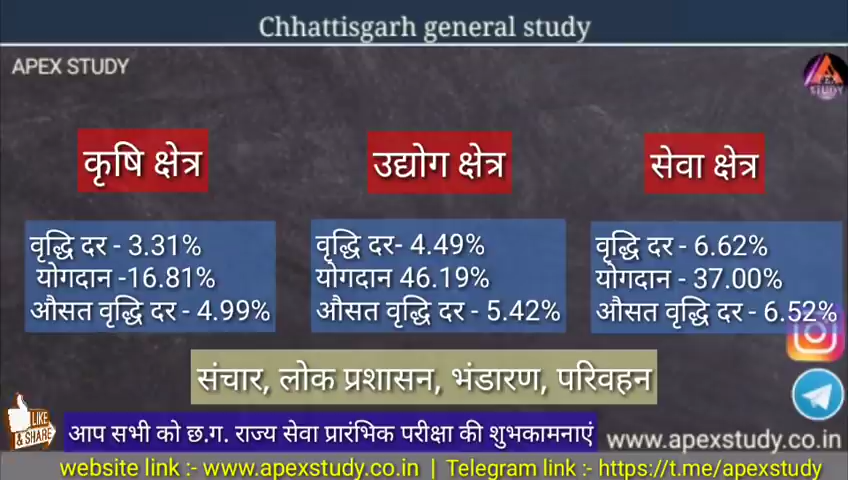 Chhattisgarh general study
APEX STUDY
APEX
STUDY
कृषि क्षेत्र
उद्योग क्षेत्र
सेवा क्षेत्र
वृद्धि दर - 3.31%
योगदान -16.81%
औसत वृद्धि दर - 4.99%
वृद्धि दर- 4.49%
योगदान 46.19%
औसत वृद्धि दर - 5.42%
वृद्धि दर - 6.62%
योगदान - 37.00%
औसत वृद्धि दर - 6.52%
संचार, लोक प्रशासन, भंडारण, परिवहन
LIKE
& SHARE
आप सभी को छ.ग. राज्य सेवा प्रारंभिक परीक्षा की शुभकामनाएं
www.apexstudy.co.in
website link :- www.apexstudy.co.in | Telegram link :- https://t.me/apexstudy